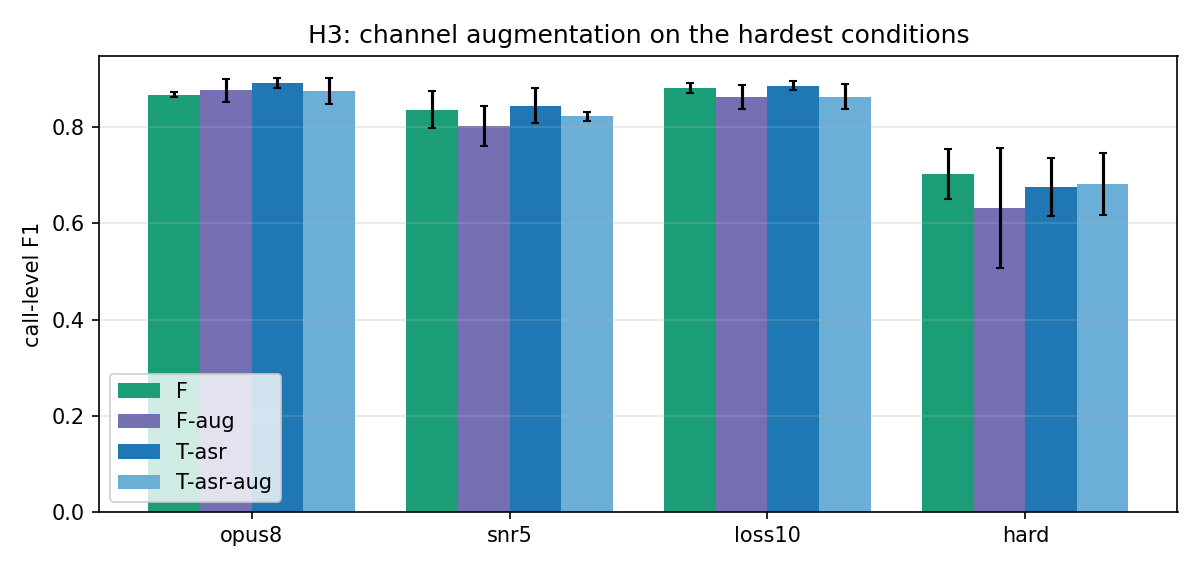 H3: channel augmentation on the hardest conditions
call-level F1
0.8
0.6
0.4
0.2
0.0
F
F-aug
T-asr
T-asr-aug
opus8
snr5
loss10
hard